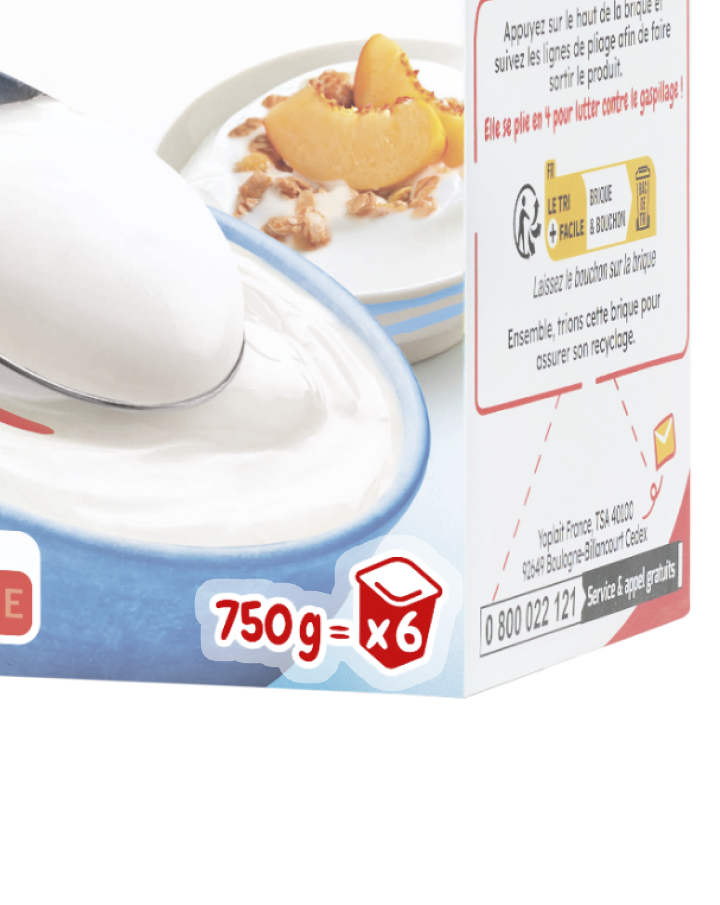 Appuyez sur le haut de la brique et
suivez les lignes de pliage afin de faire
sortir le produit.
Elle se plie en 4 pour lutter contre le gaspillage !
FR
LE TRI
+ FACILE
BRIQUE
& BOUCHON
BAC
DE
TRI
Laissez le bouchon sur la brique
Ensemble, trions cette brique pour
assurer son recyclage.
Yoplait France, TSA 40100
92649 Boulogne-Billancourt Cedex
0 800 022 121 Service & appel gratuits
E
750g = x6